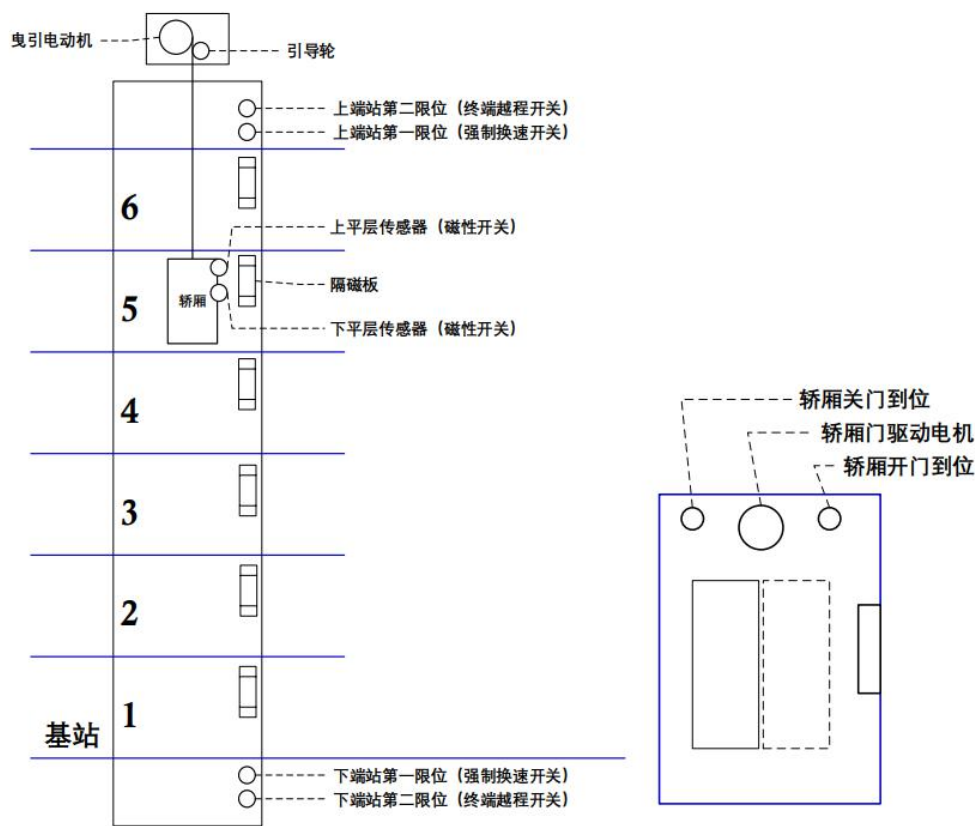 曳引电动机
引导轮
上端站第二限位（终端越程开关）
上端站第一限位（强制换速开关）
6
上平层传感器（磁性开关）
隔磁板
轿厢
5
下平层传感器（磁性开关）
4
轿厢关门到位
轿厢门驱动电机
轿厢开门到位
3
2
1
基站
下端站第一限位（强制换速开关）
下端站第二限位（终端越程开关）